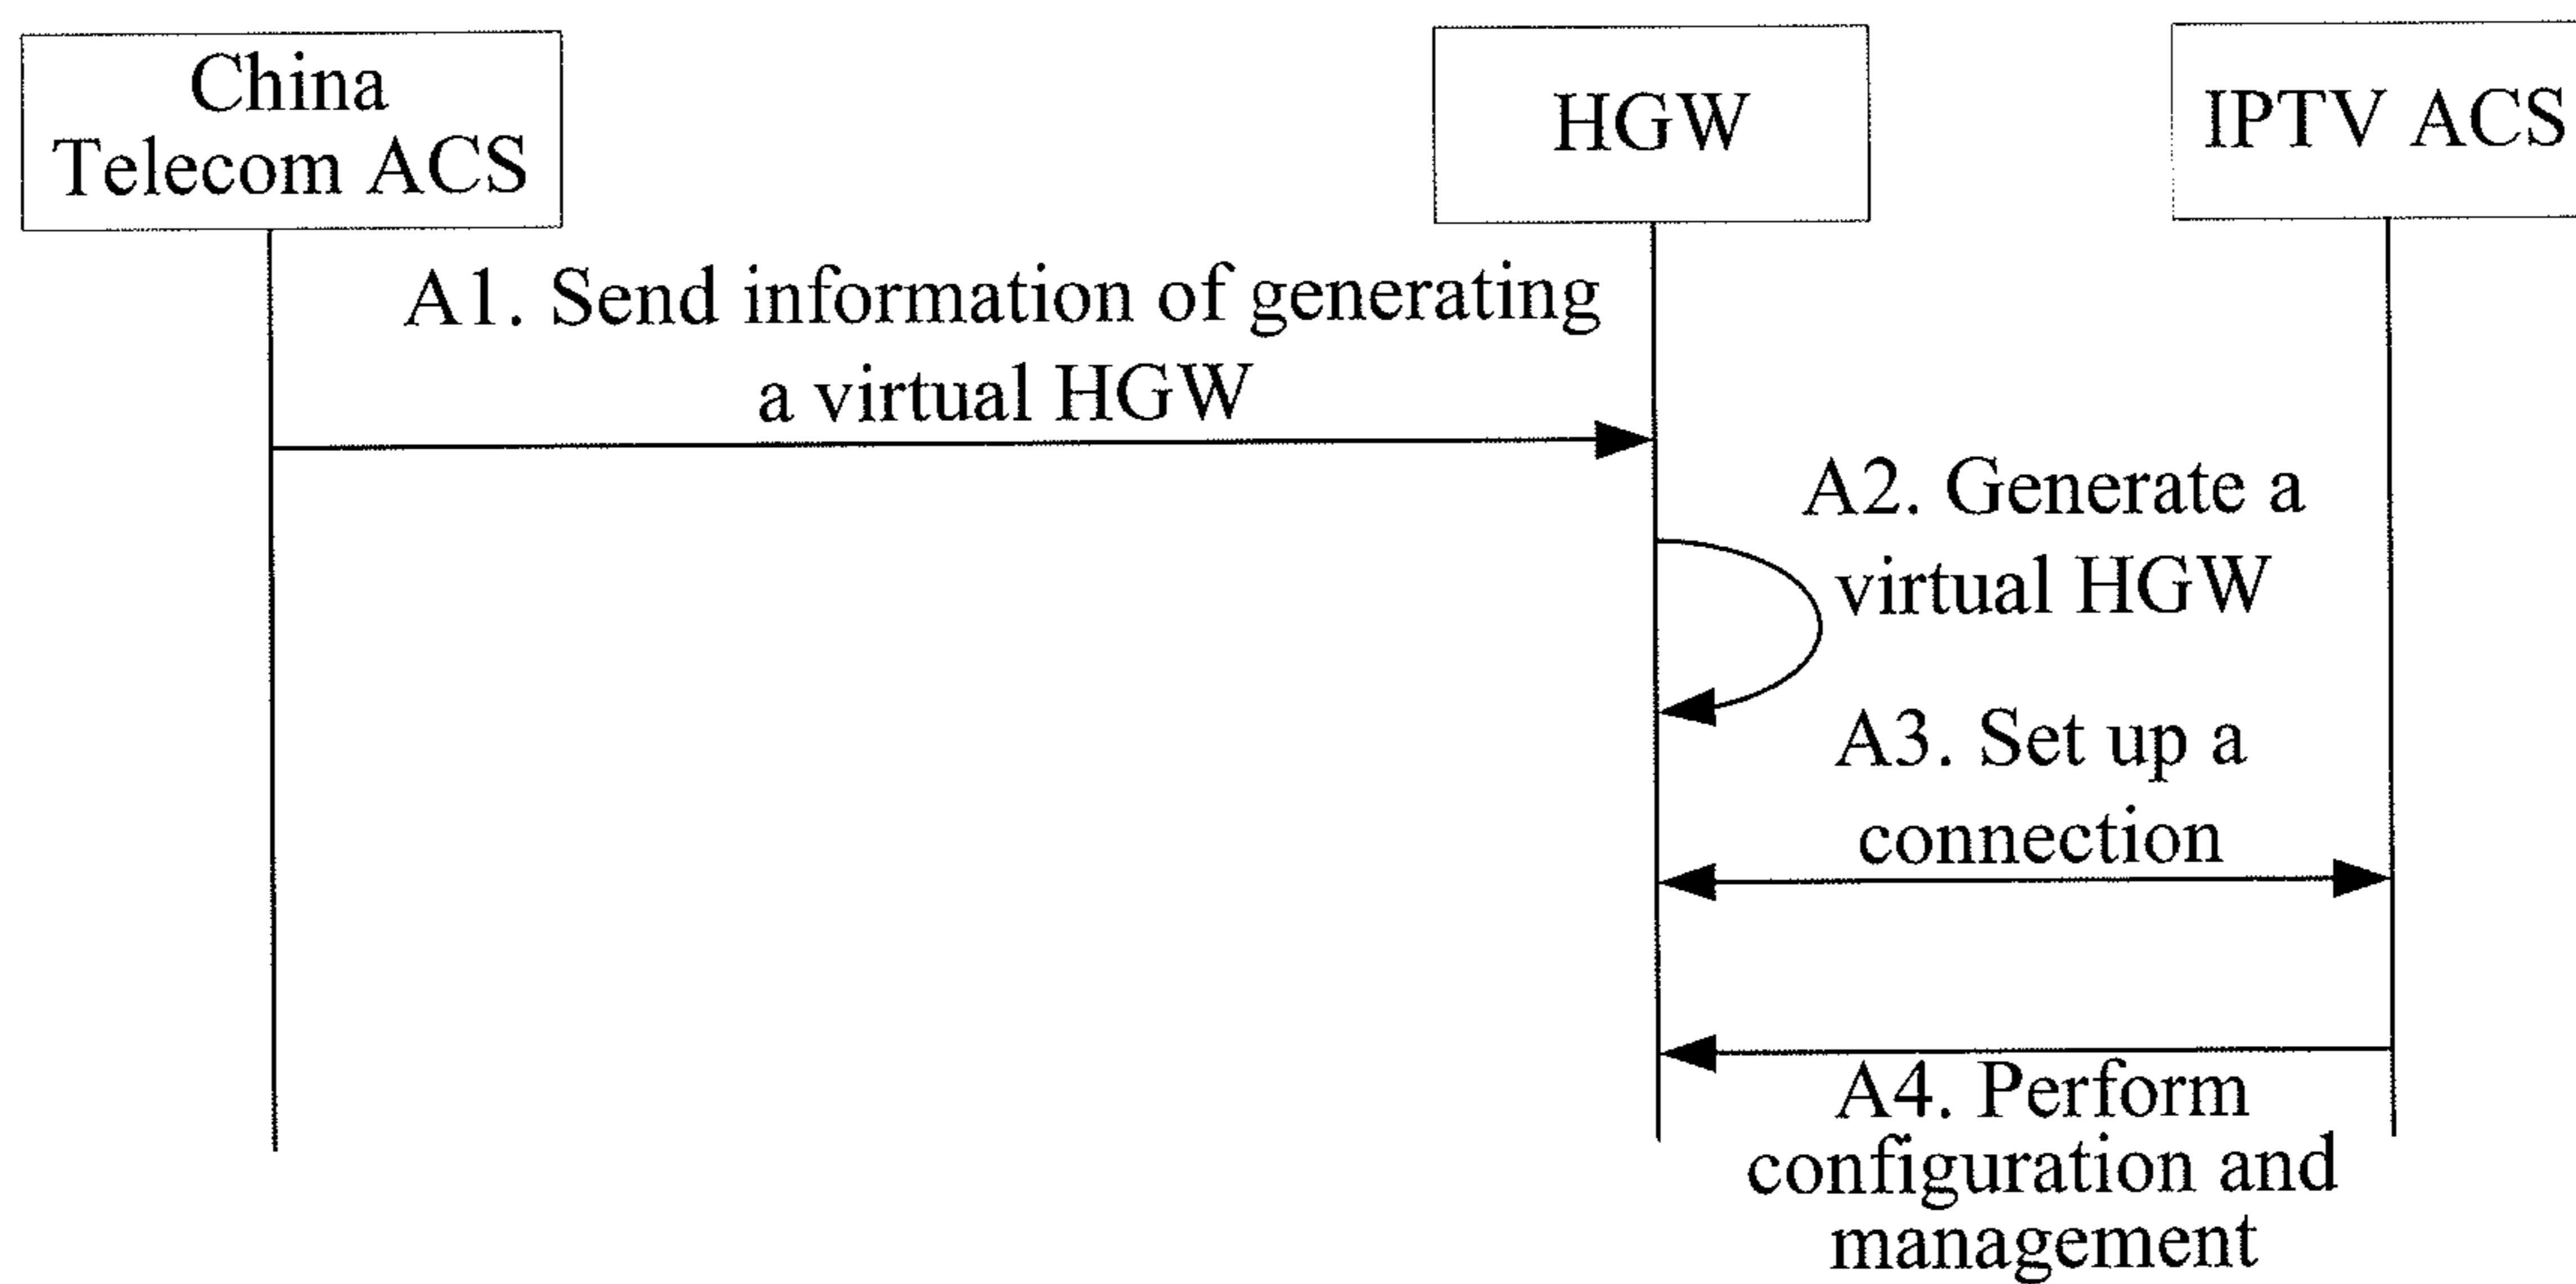 China
Telecom ACS
HGW
IPTV ACS
A1. Send information of generating
a virtual HGW
A2. Generate a
virtual HGW
A3. Set up a
connection
A4. Perform
configuration and
management